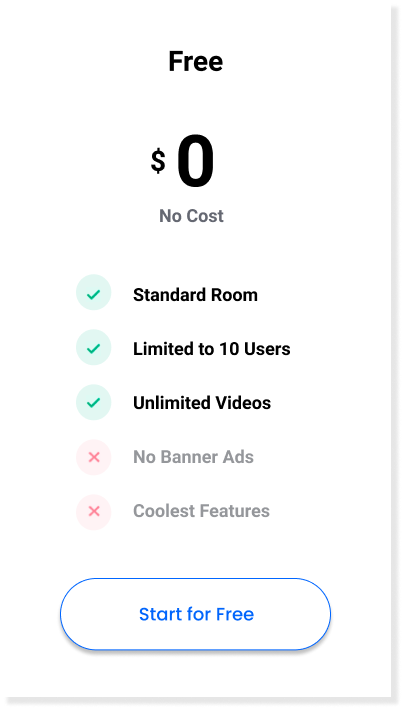 Free
$ 0
No Cost
Standard Room
Limited to 10 Users
Unlimited Videos
No Banner Ads
Coolest Features
Start for Free